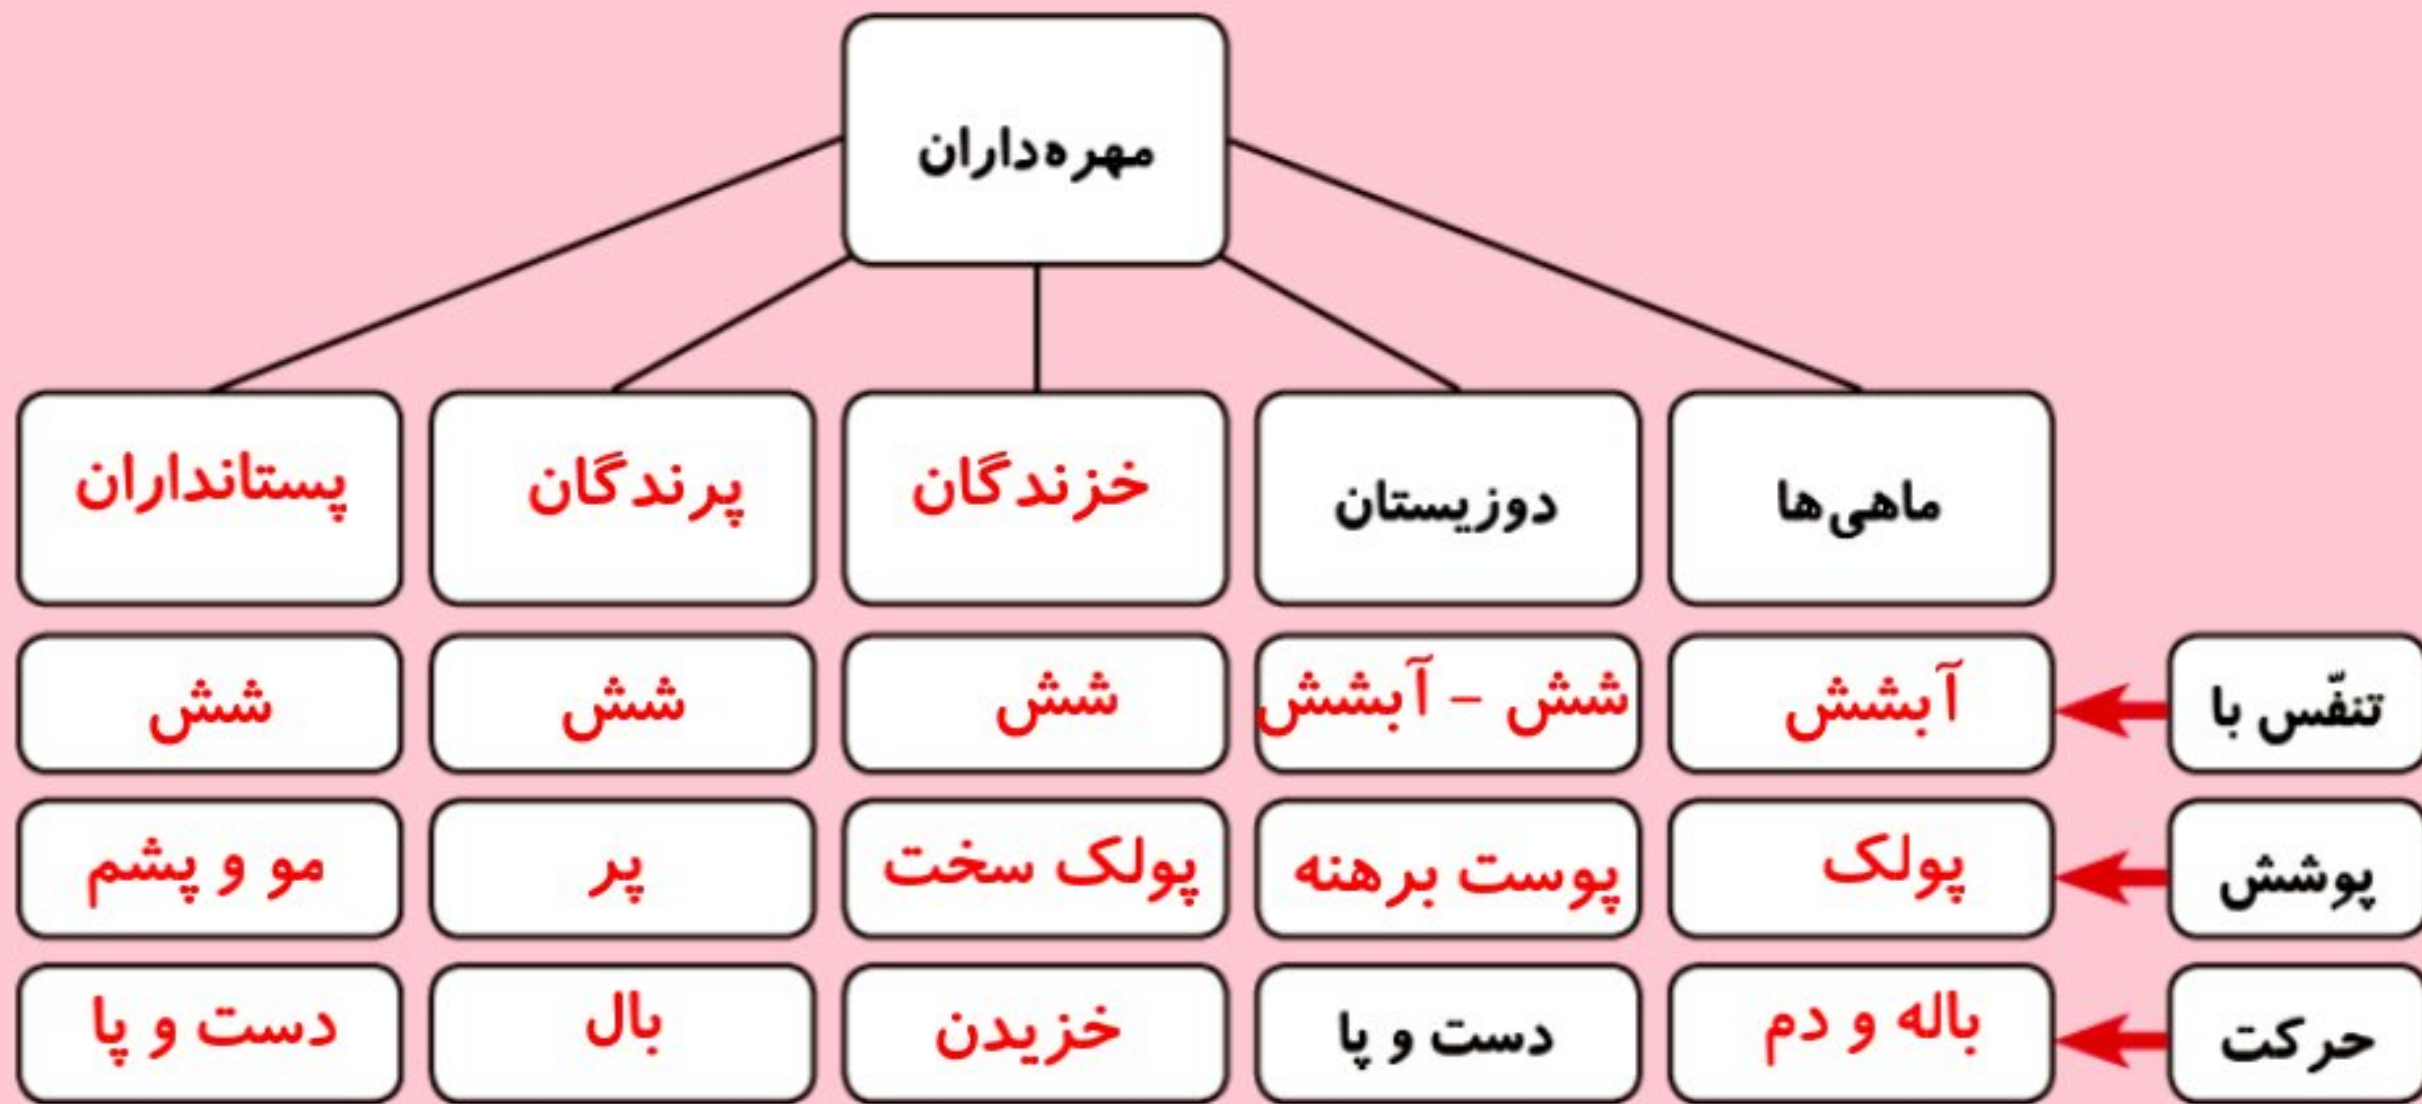 مهره‌داران
ماهی‌ها
دوزیستان
خزندگان
پرندگان
پستانداران
تنفّس با
آبشش
شش - آبشش
شش
شش
شش
پوشش
پولک
پوست برهنه
پولک سخت
پر
مو و پشم
حرکت
باله و دم
دست و پا
خزیدن
بال
دست و پا